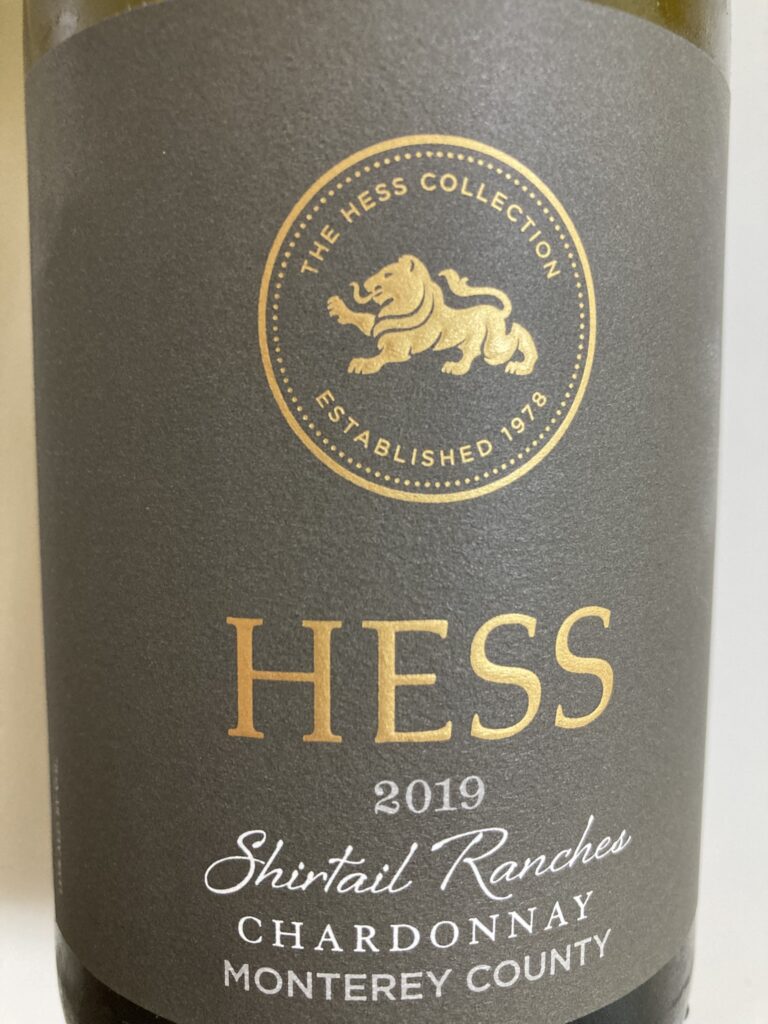 THE HESS COLLECTION
ESTABLISHED 1978
HESS
2019
Shirtail Ranches
CHARDONNAY
MONTEREY COUNTY